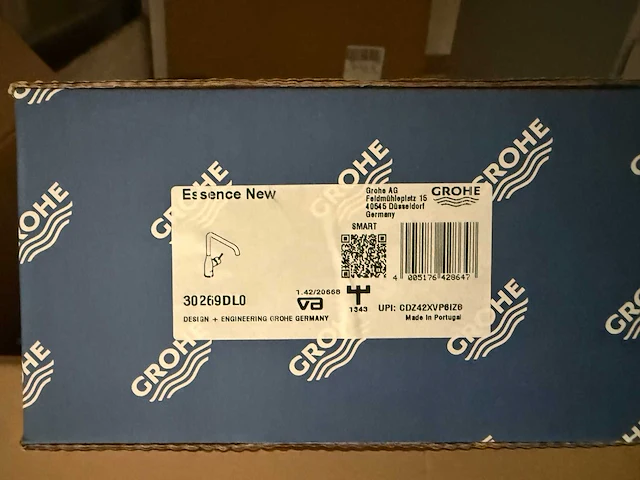 Essence New
Grohe AG
Feldmühleplatz 15
40545 Düsseldorf
Germany
GROHE
SMART
4 005176 428647
30269DL0
va
1.42/20668
1343
UPI: CDZ42XVP6IZ6
DESIGN + ENGINEERING GROHE GERMANY
Made in Portugal
GROHE
GROHE
GROHE
GROHE
GROHE
GROHE
GROHE
GROHE